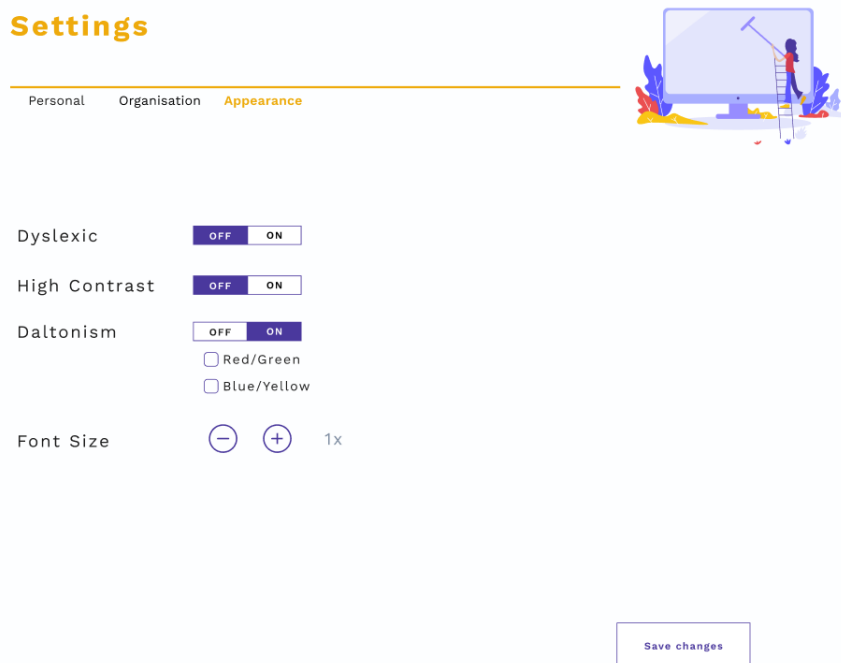 Settings
Personal Organisation Appearance
Dyslexic OFF ON
High Contrast OFF ON
Daltonism OFF ON
Red/Green
Blue/Yellow
Font Size − + 1x
Save changes